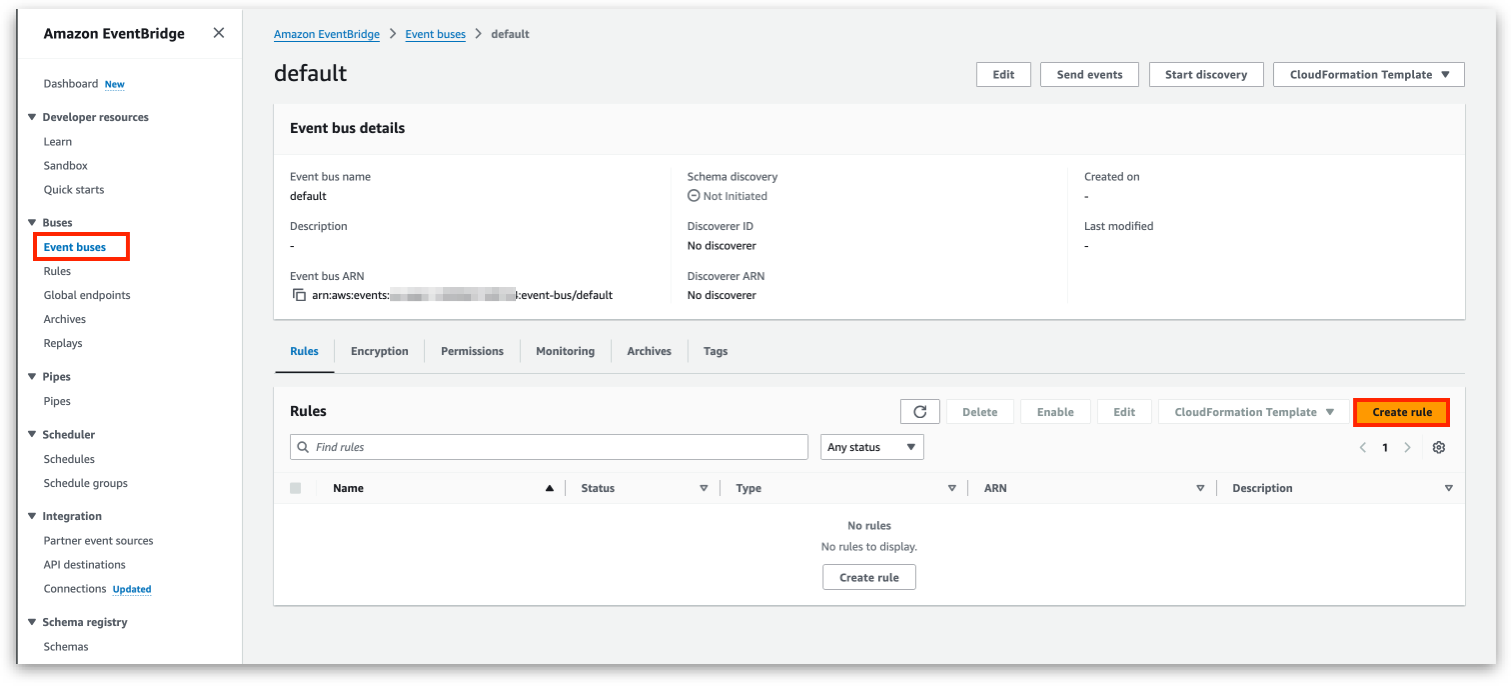 Amazon EventBridge
Dashboard New
Developer resources
Learn
Sandbox
Quick starts
Buses
Event buses
Rules
Global endpoints
Archives
Replays
Pipes
Pipes
Scheduler
Schedules
Schedule groups
Integration
Partner event sources
API destinations
Connections Updated
Schema registry
Schemas
Amazon EventBridge > Event buses > default
default
Edit Send events Start discovery CloudFormation Template
Event bus details
Event bus name
default
Description
-
Event bus ARN
arn:aws:events: :event-bus/default
Schema discovery
Not Initiated
Discoverer ID
No discoverer
Discoverer ARN
No discoverer
Created on
-
Last modified
-
Rules Encryption Permissions Monitoring Archives Tags
Rules
Delete Enable Edit CloudFormation Template Create rule
Find rules Any status 1
Name Status Type ARN Description
No rules
No rules to display.
Create rule